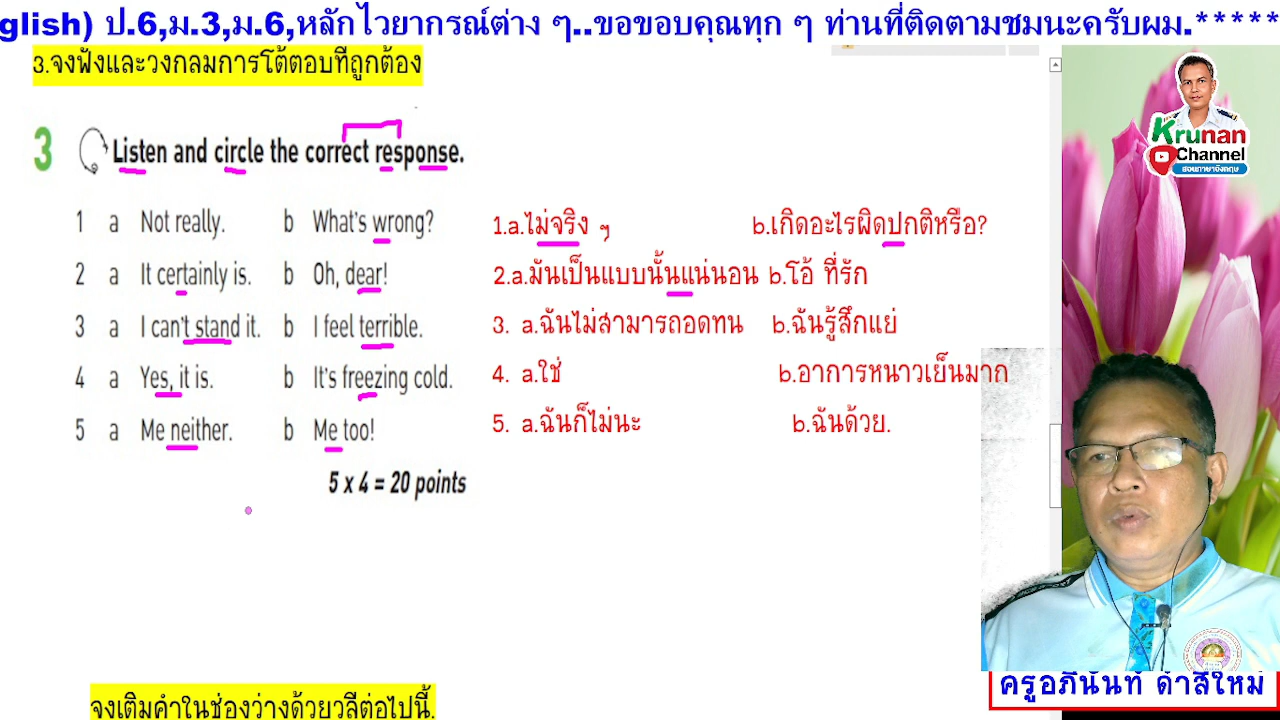 glish) ป.6,ม.3,ม.6,หลักไวยากรณ์ต่าง ๆ..ขอขอบคุณทุก ๆ ท่านที่ติดตามชมนะครับผม.*****
3.จงฟังและวงกลมการโต้ตอบที่ถูกต้อง
3 Listen and circle the correct response.
1 a Not really. b What's wrong? 1.a.ไม่จริง ๆ b.เกิดอะไรผิดปกติหรือ?
2 a It certainly is. b Oh, dear! 2.a.มันเป็นแบบนั้นแน่นอน b.โอ้ ที่รัก
3 a I can't stand it. b I feel terrible. 3. a.ฉันไม่สามารถอดทน b.ฉันรู้สึกแย่
4 a Yes, it is. b It's freezing cold. 4. a.ใช่ b.อาการหนาวเย็นมาก
5 a Me neither. b Me too! 5. a.ฉันก็ไม่นะ b.ฉันด้วย.
5 x 4 = 20 points
จงเติมคำในช่องว่างด้วยวลีต่อไปนี้.
Krunan
Channel
สอนภาษาอังกฤษ
ครูอภินันท์ ดำสีใหม่